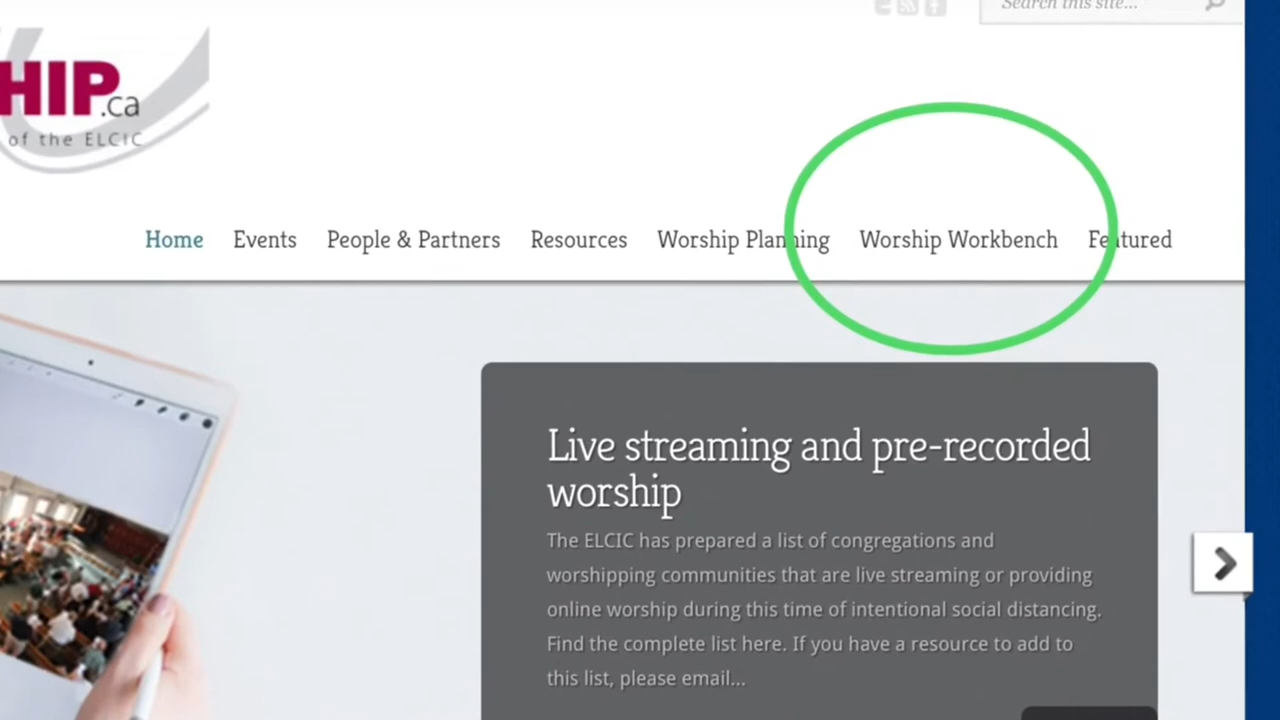 Search this site...
HIP.ca
of the ELCIC
Home Events People & Partners Resources Worship Planning Worship Workbench Featured
Live streaming and pre-recorded
worship
The ELCIC has prepared a list of congregations and
worshipping communities that are live streaming or providing
online worship during this time of intentional social distancing.
Find the complete list here. If you have a resource to add to
this list, please email...